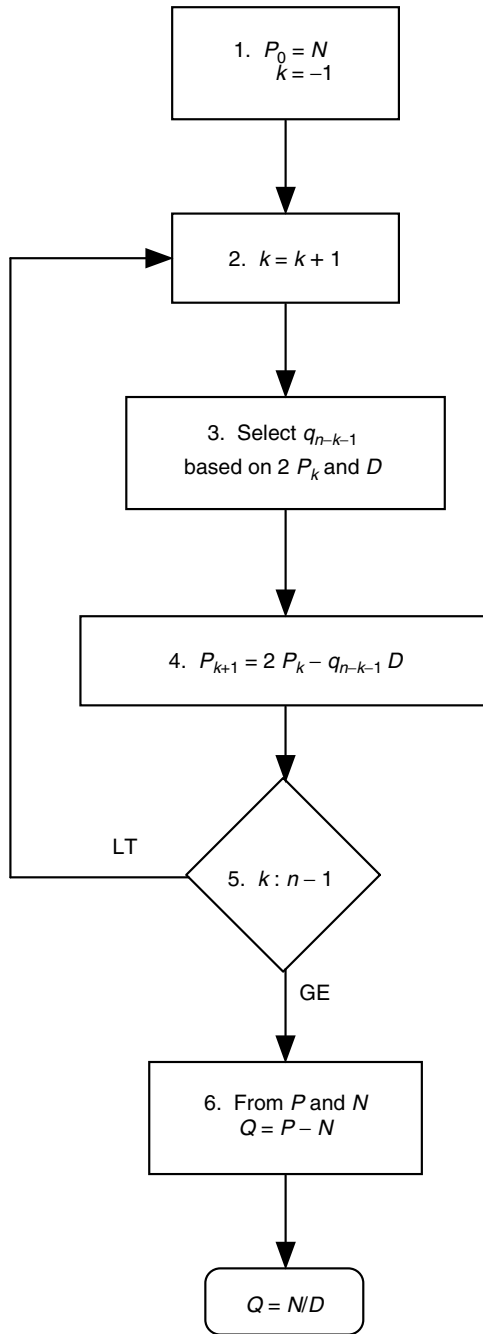 1. P₀ = N
k = −1
2. k = k + 1
3. Select qₙ₋ₖ₋₁
based on 2 Pₖ and D
4. Pₖ₊₁ = 2 Pₖ − qₙ₋ₖ₋₁ D
LT
5. k : n − 1
GE
6. From P and N
Q = P − N
Q = N/D